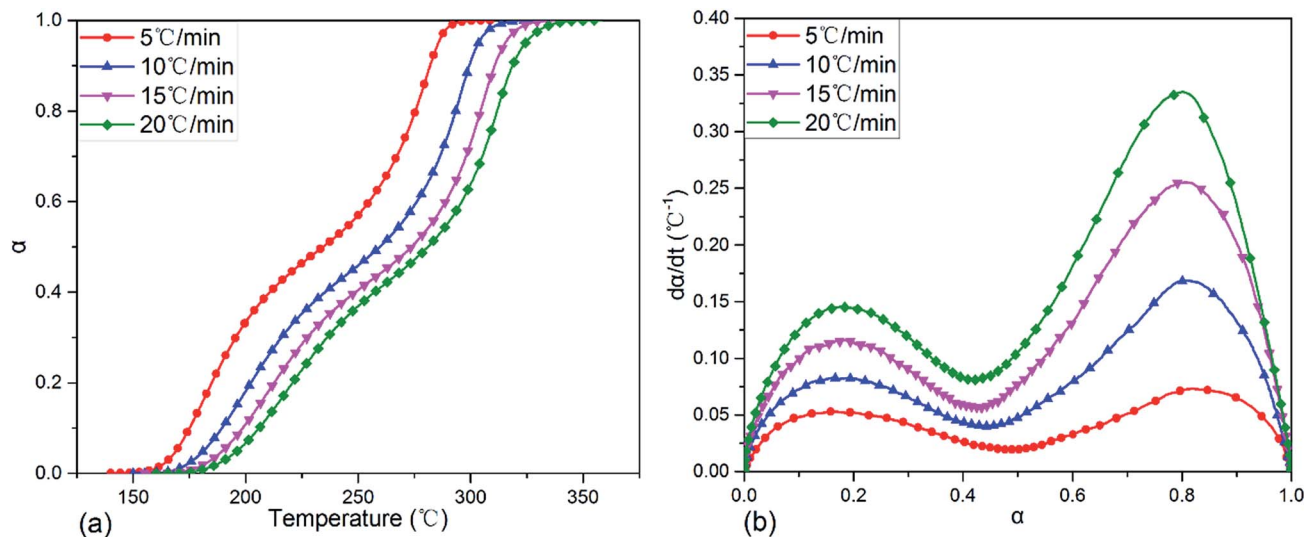 1.0
0.8
0.6
0.4
0.2
0.0
α
5℃/min
10℃/min
15℃/min
20℃/min
150 200 250 300 350
(a) Temperature (℃)
0.40
0.35
0.30
0.25
0.20
0.15
0.10
0.05
0.00
dα/dt (℃⁻¹)
5℃/min
10℃/min
15℃/min
20℃/min
0.0 0.2 0.4 0.6 0.8 1.0
(b) α